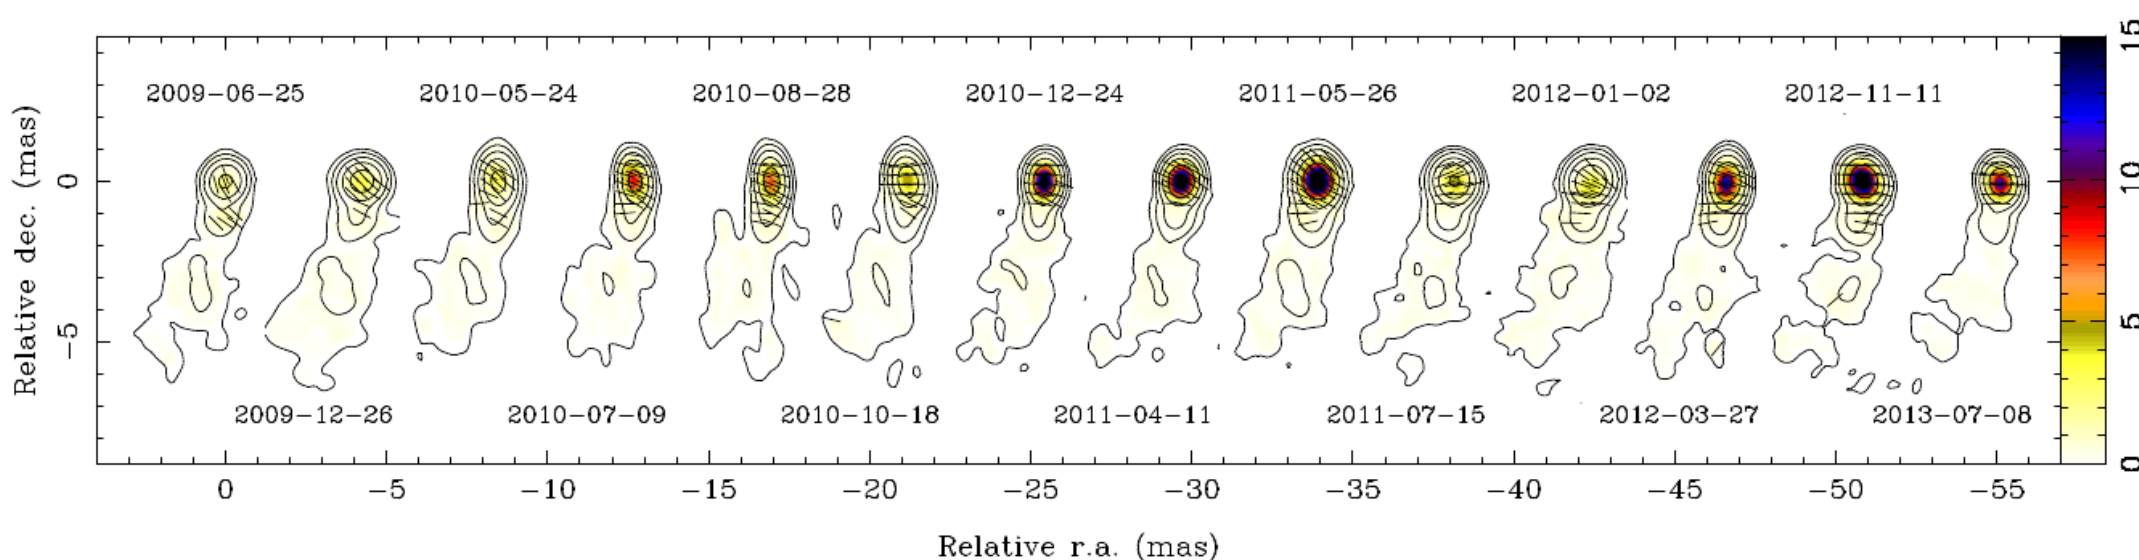 2009-06-25 2010-05-24 2010-08-28 2010-12-24 2011-05-26 2012-01-02 2012-11-11
2009-12-26 2010-07-09 2010-10-18 2011-04-11 2011-07-15 2012-03-27 2013-07-08
Relative dec. (mas)
0
−5
0 −5 −10 −15 −20 −25 −30 −35 −40 −45 −50 −55
Relative r.a. (mas)
15
10
5
0